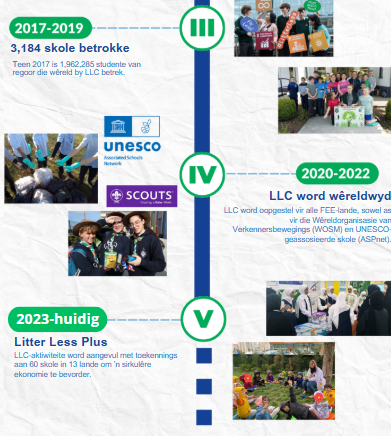 2017-2019
III
3,184 skole betrokke
Teen 2017 is 1,962,285 studente van
regoor die wêreld by LLC betrek.
unesco
Associated Schools
Network
SCOUTS
IV
2020-2022
LLC word wêreldwyd
LLC word oopgestel vir alle FEE-lande, sowel as
vir die Wêreldorganisasie van
Verkennersbewegings (WOSM) en UNESCO-
geassosieerde skole (ASPnet).
2023-huidig
V
Litter Less Plus
LLC-aktiwiteite word aangevul met toekennings
aan 60 skole in 13 lande om 'n sirkulêre
ekonomie te bevorder.